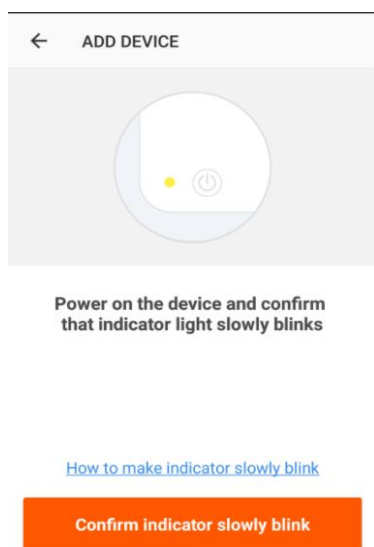 ADD DEVICE
Power on the device and confirm
that indicator light slowly blinks
How to make indicator slowly blink
Confirm indicator slowly blink